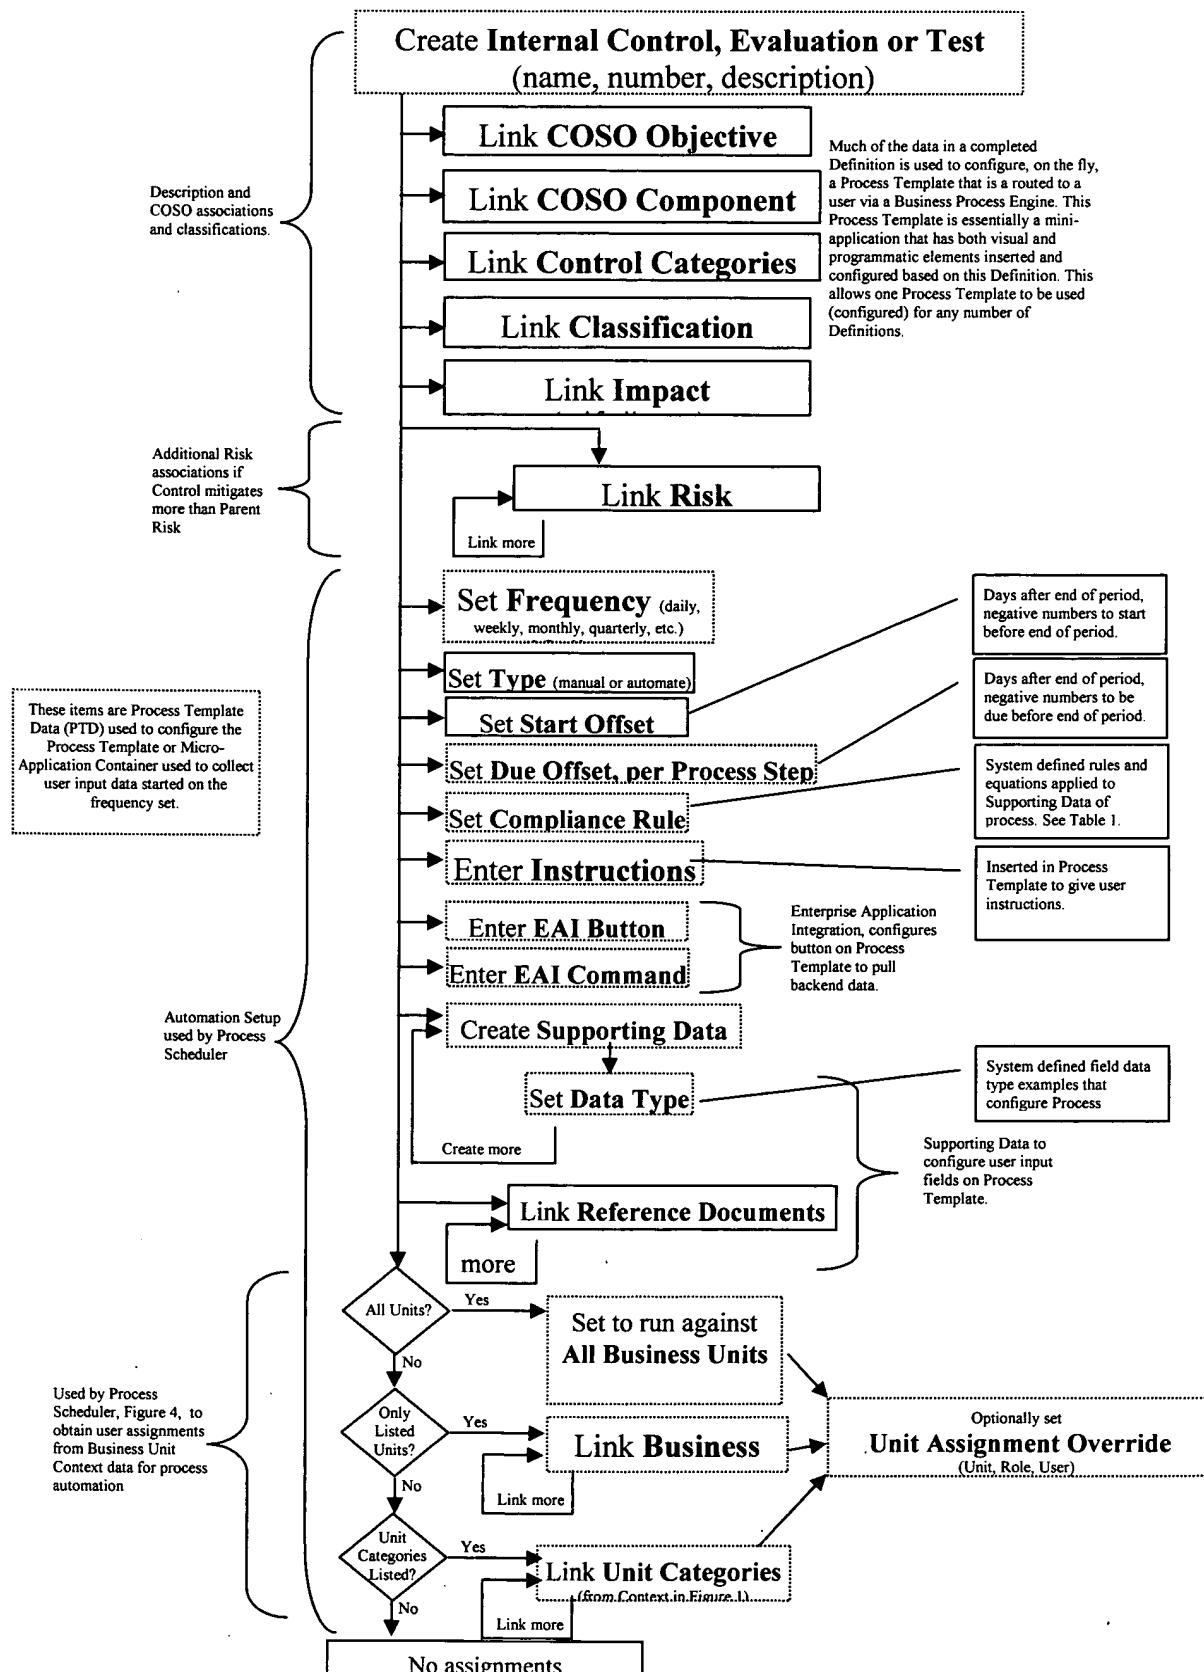 Create Internal Control, Evaluation or Test
(name, number, description)
Link COSO Objective
Link COSO Component
Link Control Categories
Link Classification
Link Impact
Description and
COSO associations
and classifications.
Much of the data in a completed
Definition is used to configure, on the fly,
a Process Template that is a routed to a
user via a Business Process Engine. This
Process Template is essentially a mini-
application that has both visual and
programmatic elements inserted and
configured based on this Definition. This
allows one Process Template to be used
(configured) for any number of
Definitions.
Additional Risk
associations if
Control mitigates
more than Parent
Risk
Link Risk
Link more
Set Frequency (daily,
weekly, monthly, quarterly, etc.)
Set Type (manual or automate)
Set Start Offset
Set Due Offset, per Process Step
Set Compliance Rule
Enter Instructions
Enter EAI Button
Enter EAI Command
Create Supporting Data
Set Data Type
Create more
Link Reference Documents
more
Days after end of period,
negative numbers to start
before end of period.
Days after end of period,
negative numbers to be
due before end of period.
System defined rules and
equations applied to
Supporting Data of
process. See Table 1.
Inserted in Process
Template to give user
instructions.
Enterprise Application
Integration, configures
button on Process
Template to pull
backend data.
System defined field data
type examples that
configure Process
Supporting Data to
configure user input
fields on Process
Template.
These items are Process Template
Data (PTD) used to configure the
Process Template or Micro-
Application Container used to collect
user input data started on the
frequency set.
Automation Setup
used by Process
Scheduler
All Units?
Yes
Set to run against
All Business Units
No
Only
Listed
Units?
Yes
Link Business
Link more
No
Unit
Categories
Listed?
Yes
Link Unit Categories
(from Context in Figure 1)
Link more
No
No assignments
Optionally set
Unit Assignment Override
(Unit, Role, User)
Used by Process
Scheduler, Figure 4, to
obtain user assignments
from Business Unit
Context data for process
automation